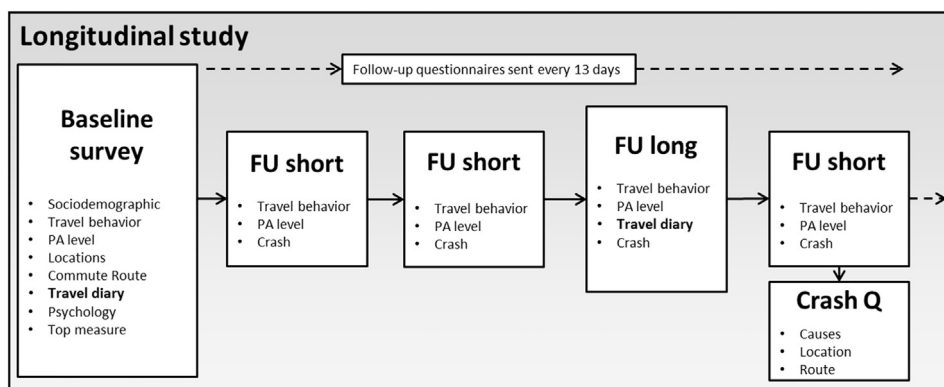 Longitudinal study
Follow-up questionnaires sent every 13 days
Baseline
survey
• Sociodemographic
• Travel behavior
• PA level
• Locations
• Commute Route
• Travel diary
• Psychology
• Top measure
FU short
• Travel behavior
• PA level
• Crash
FU short
• Travel behavior
• PA level
• Crash
FU long
• Travel behavior
• PA level
• Travel diary
• Crash
FU short
• Travel behavior
• PA level
• Crash
Crash Q
• Causes
• Location
• Route